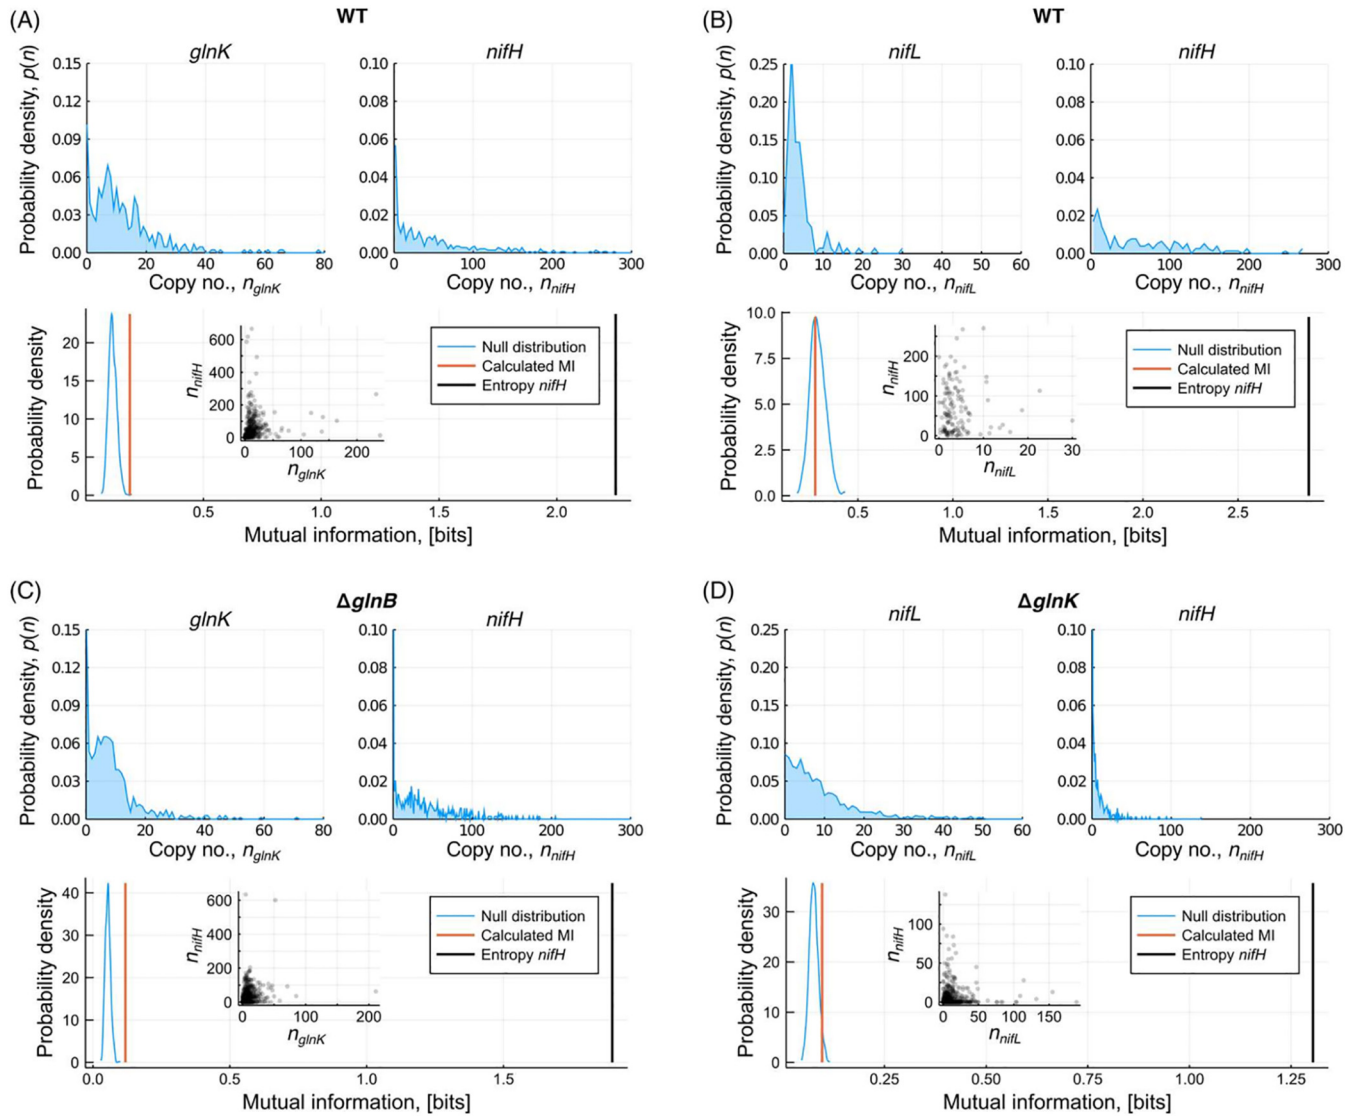 (A)
WT
glnK
nifH
Probability density, p(n)
0.15
0.12
0.09
0.06
0.03
0.00
0 20 40 60 80
Copy no., n_glnK
0.10
0.08
0.06
0.04
0.02
0.00
0 100 200 300
Copy no., n_nifH
Probability density
20
15
10
5
0
n_nifH
600
400
200
0
0 100 200
n_glnK
Null distribution
Calculated MI
Entropy nifH
0.5 1.0 1.5 2.0
Mutual information, [bits]
(B)
WT
nifL
nifH
Probability density, p(n)
0.25
0.20
0.15
0.10
0.05
0.00
0 10 20 30 40 50 60
Copy no., n_nifL
0.10
0.08
0.06
0.04
0.02
0.00
0 100 200 300
Copy no., n_nifH
Probability density
10.0
7.5
5.0
2.5
0.0
n_nifH
200
100
0
0 10 20 30
n_nifL
Null distribution
Calculated MI
Entropy nifH
0.5 1.0 1.5 2.0 2.5
Mutual information, [bits]
(C)
ΔglnB
glnK
nifH
Probability density, p(n)
0.15
0.12
0.09
0.06
0.03
0.00
0 20 40 60 80
Copy no., n_glnK
0.10
0.08
0.06
0.04
0.02
0.00
0 100 200 300
Copy no., n_nifH
Probability density
40
30
20
10
0
n_nifH
600
400
200
0
0 100 200
n_glnK
Null distribution
Calculated MI
Entropy nifH
0.0 0.5 1.0 1.5
Mutual information, [bits]
(D)
ΔglnK
nifL
nifH
Probability density, p(n)
0.25
0.20
0.15
0.10
0.05
0.00
0 10 20 30 40 50 60
Copy no., n_nifL
0.10
0.08
0.06
0.04
0.02
0.00
0 100 200 300
Copy no., n_nifH
Probability density
30
20
10
0
n_nifH
100
50
0
0 50 100 150
n_nifL
Null distribution
Calculated MI
Entropy nifH
0.25 0.50 0.75 1.00 1.25
Mutual information, [bits]